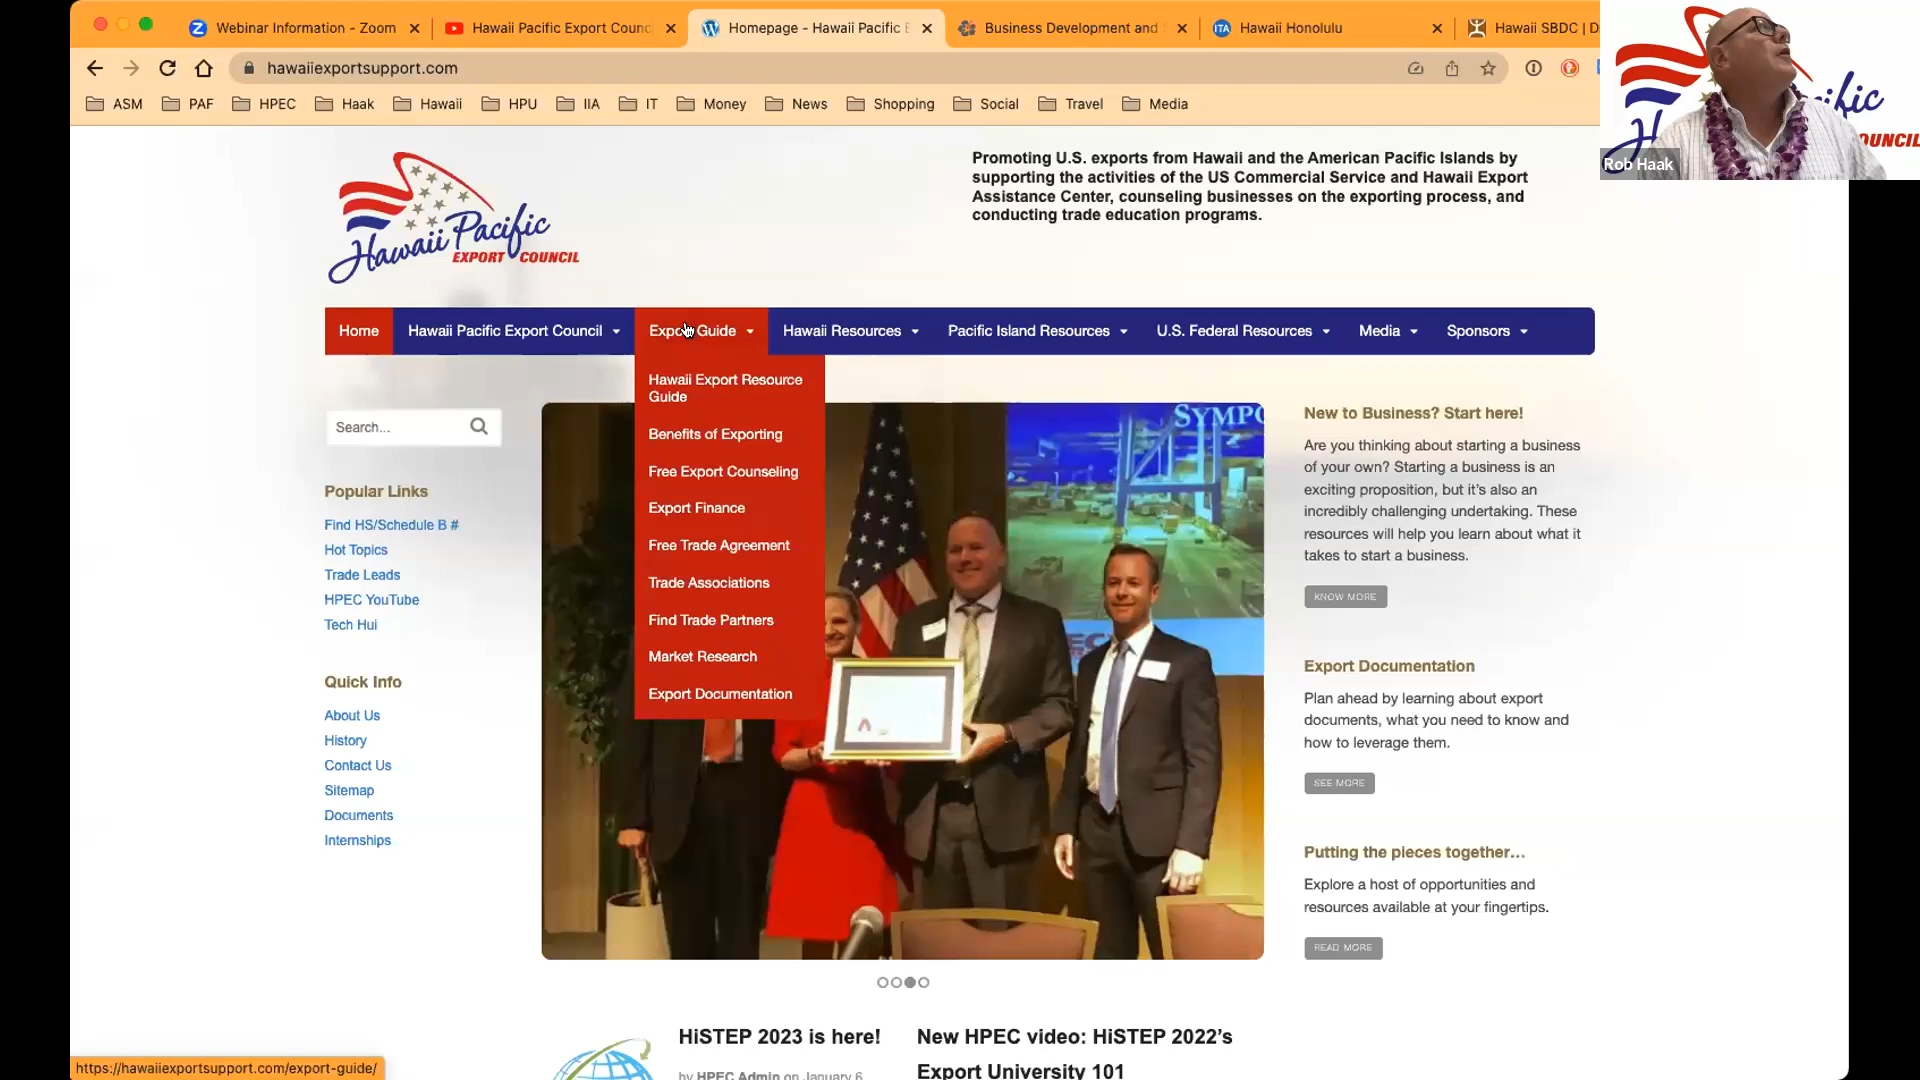 Webinar Information - Zoom
Hawaii Pacific Export Counc
Homepage - Hawaii Pacific E
Business Development and
ITA
Hawaii Honolulu
Hawaii SBDC | D
hawaiiexportsupport.com
ASM
PAF
HPEC
Haak
Hawaii
HPU
IIA
IT
Money
News
Shopping
Social
Travel
Media
Rob Haak
Hawaii Pacific
EXPORT COUNCIL
Promoting U.S. exports from Hawaii and the American Pacific Islands by
supporting the activities of the US Commercial Service and Hawaii Export
Assistance Center, counseling businesses on the exporting process, and
conducting trade education programs.
Home
Hawaii Pacific Export Council
Export Guide
Hawaii Resources
Pacific Island Resources
U.S. Federal Resources
Media
Sponsors
Hawaii Export Resource
Guide
Benefits of Exporting
Free Export Counseling
Export Finance
Free Trade Agreement
Trade Associations
Find Trade Partners
Market Research
Export Documentation
Search...
Popular Links
Find HS/Schedule B #
Hot Topics
Trade Leads
HPEC YouTube
Tech Hui
Quick Info
About Us
History
Contact Us
Sitemap
Documents
Internships
SYMPO
New to Business? Start here!
Are you thinking about starting a business
of your own? Starting a business is an
exciting proposition, but it's also an
incredibly challenging undertaking. These
resources will help you learn about what it
takes to start a business.
KNOW MORE
Export Documentation
Plan ahead by learning about export
documents, what you need to know and
how to leverage them.
SEE MORE
Putting the pieces together...
Explore a host of opportunities and
resources available at your fingertips.
READ MORE
HiSTEP 2023 is here!
by HPEC Admin on January 6
New HPEC video: HiSTEP 2022's
Export University 101
https://hawaiiexportsupport.com/export-guide/